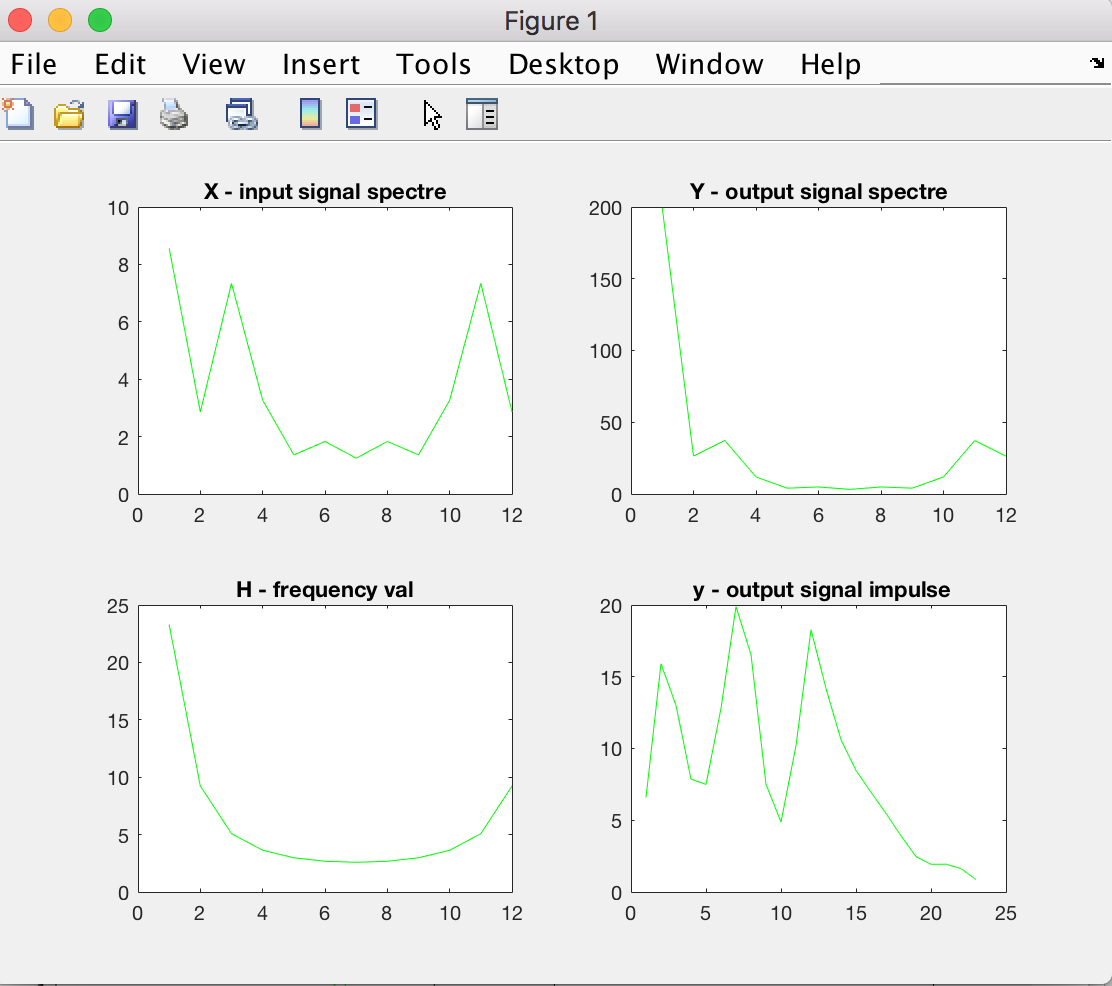 Figure 1
File Edit View Insert Tools Desktop Window Help
X - input signal spectre
10
8
6
4
2
0
0 2 4 6 8 10 12
Y - output signal spectre
200
150
100
50
0
0 2 4 6 8 10 12
H - frequency val
25
20
15
10
5
0
0 2 4 6 8 10 12
y - output signal impulse
20
15
10
5
0
0 5 10 15 20 25